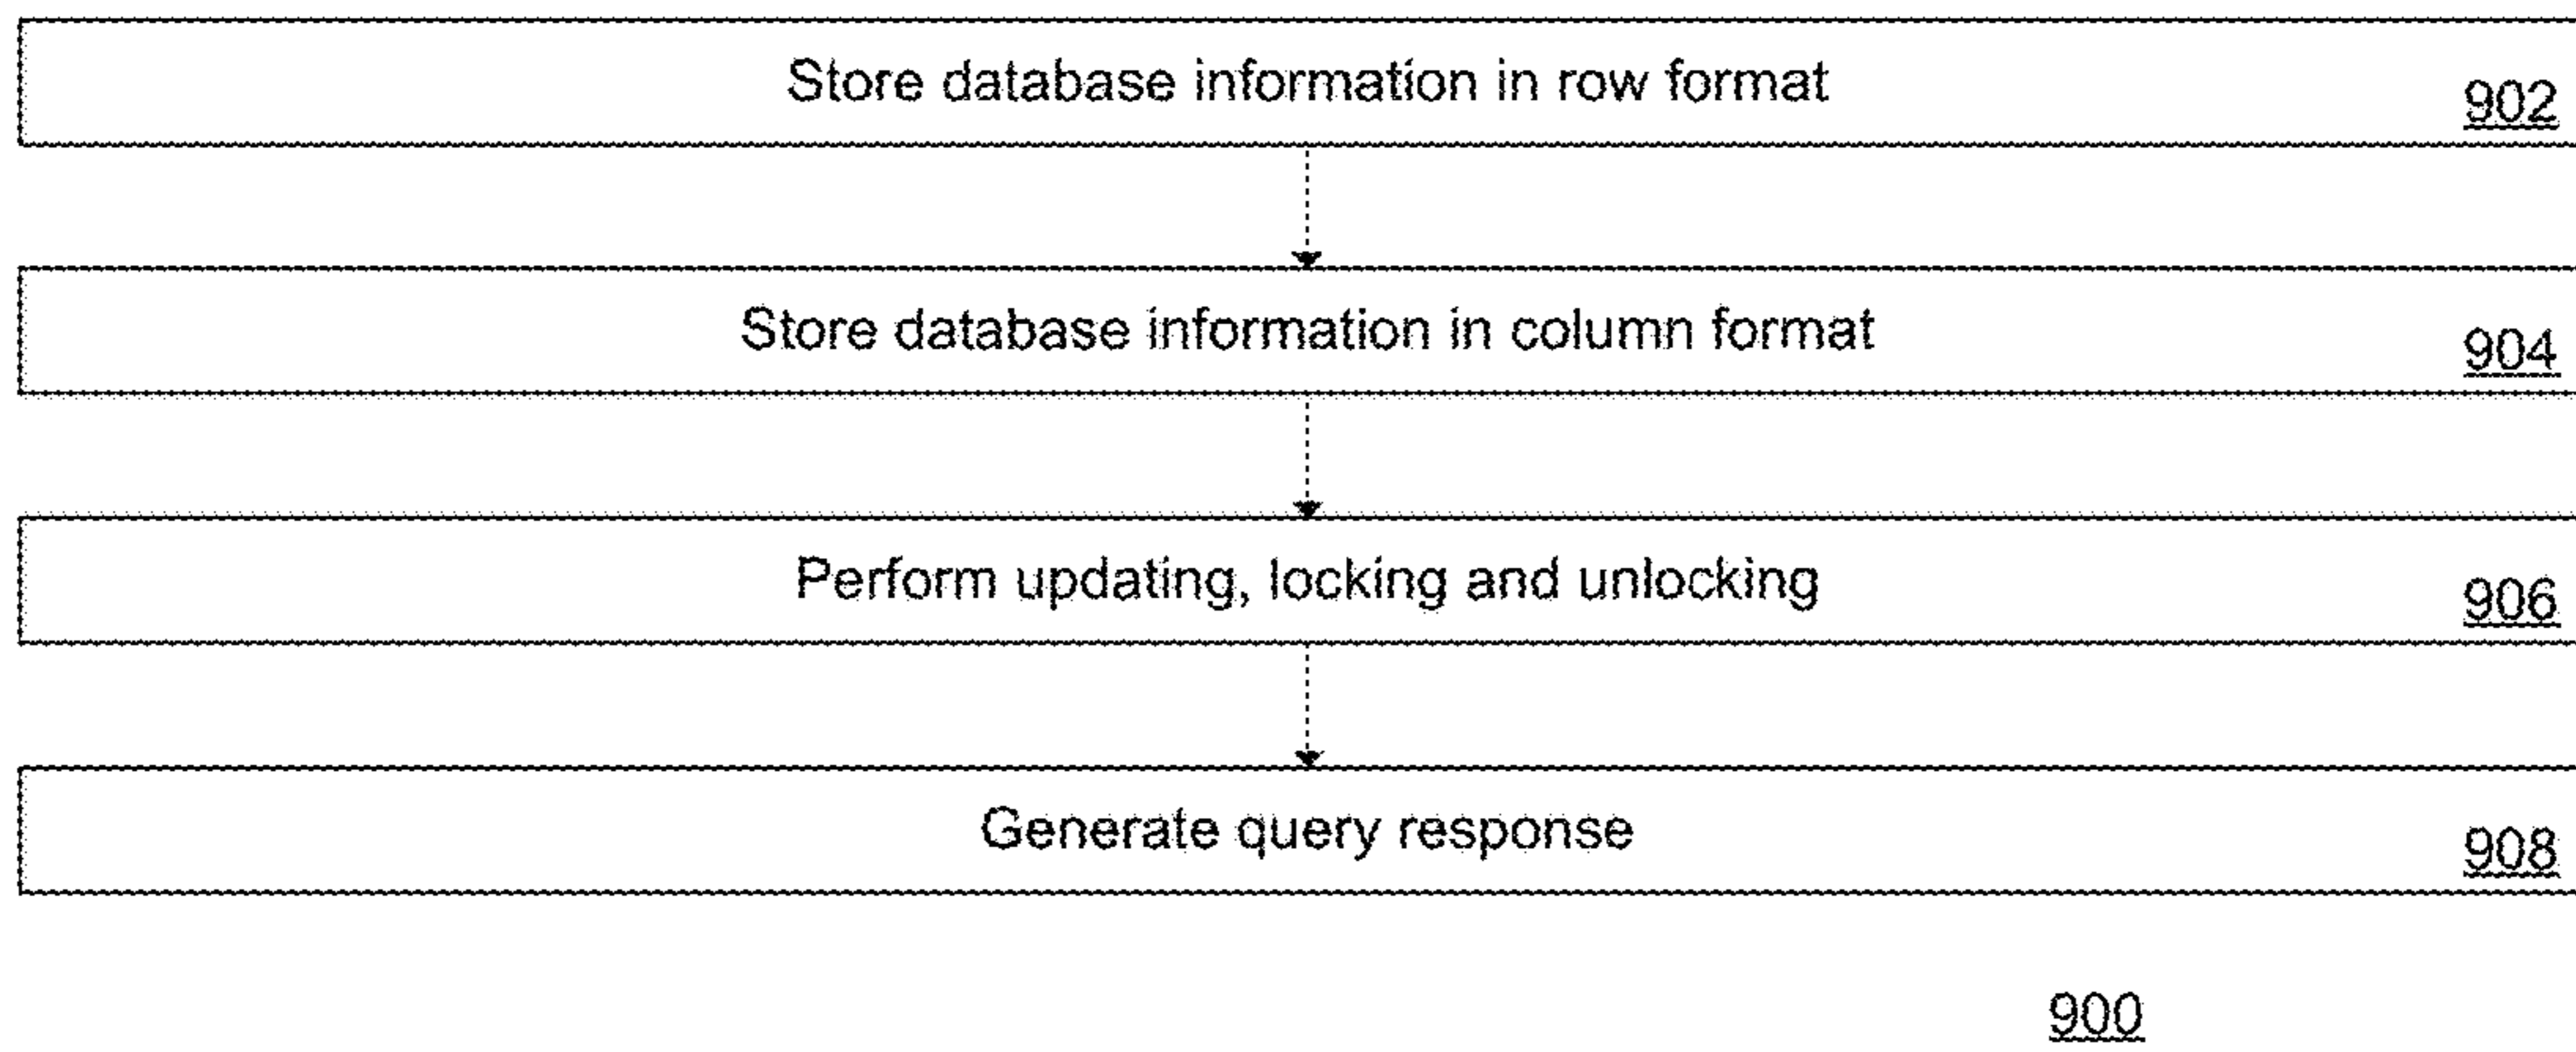 Store database information in row format
902
Store database information in column format
904
Perform updating, locking and unlocking
906
Generate query response
908
900